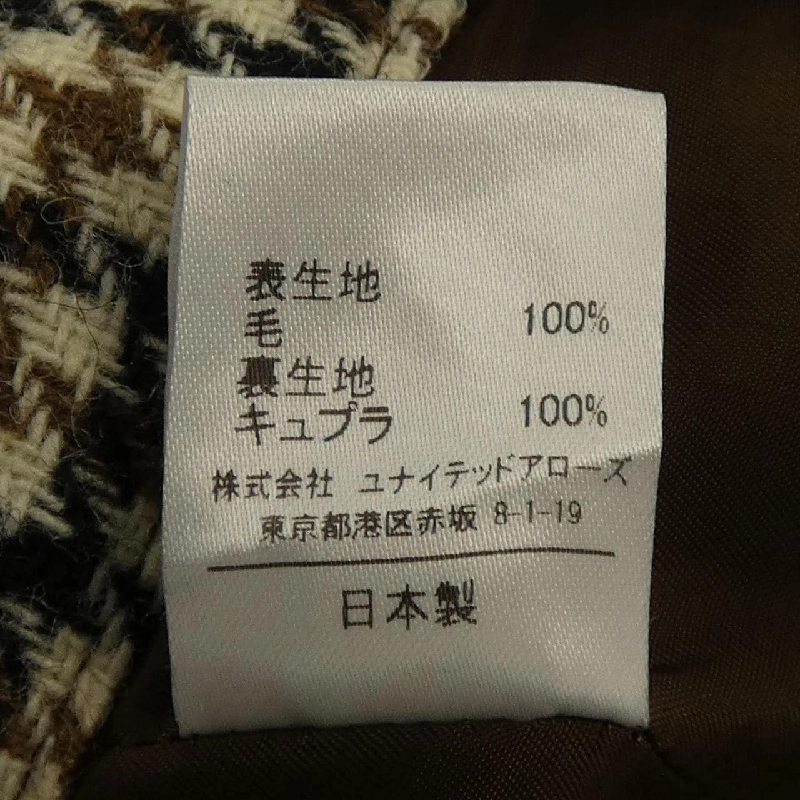 表生地
毛 100%
裏生地
キュプラ 100%
株式会社 ユナイテッドアローズ
東京都港区赤坂 8-1-19
日本製